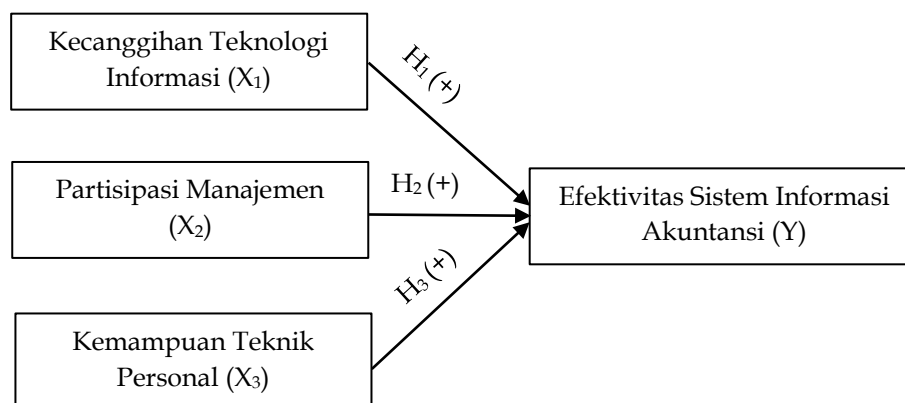 Kecanggihan Teknologi
Informasi (X₁)
H₁ (+)
Partisipasi Manajemen
(X₂)
H₂ (+)
Efektivitas Sistem Informasi
Akuntansi (Y)
H₃ (+)
Kemampuan Teknik
Personal (X₃)